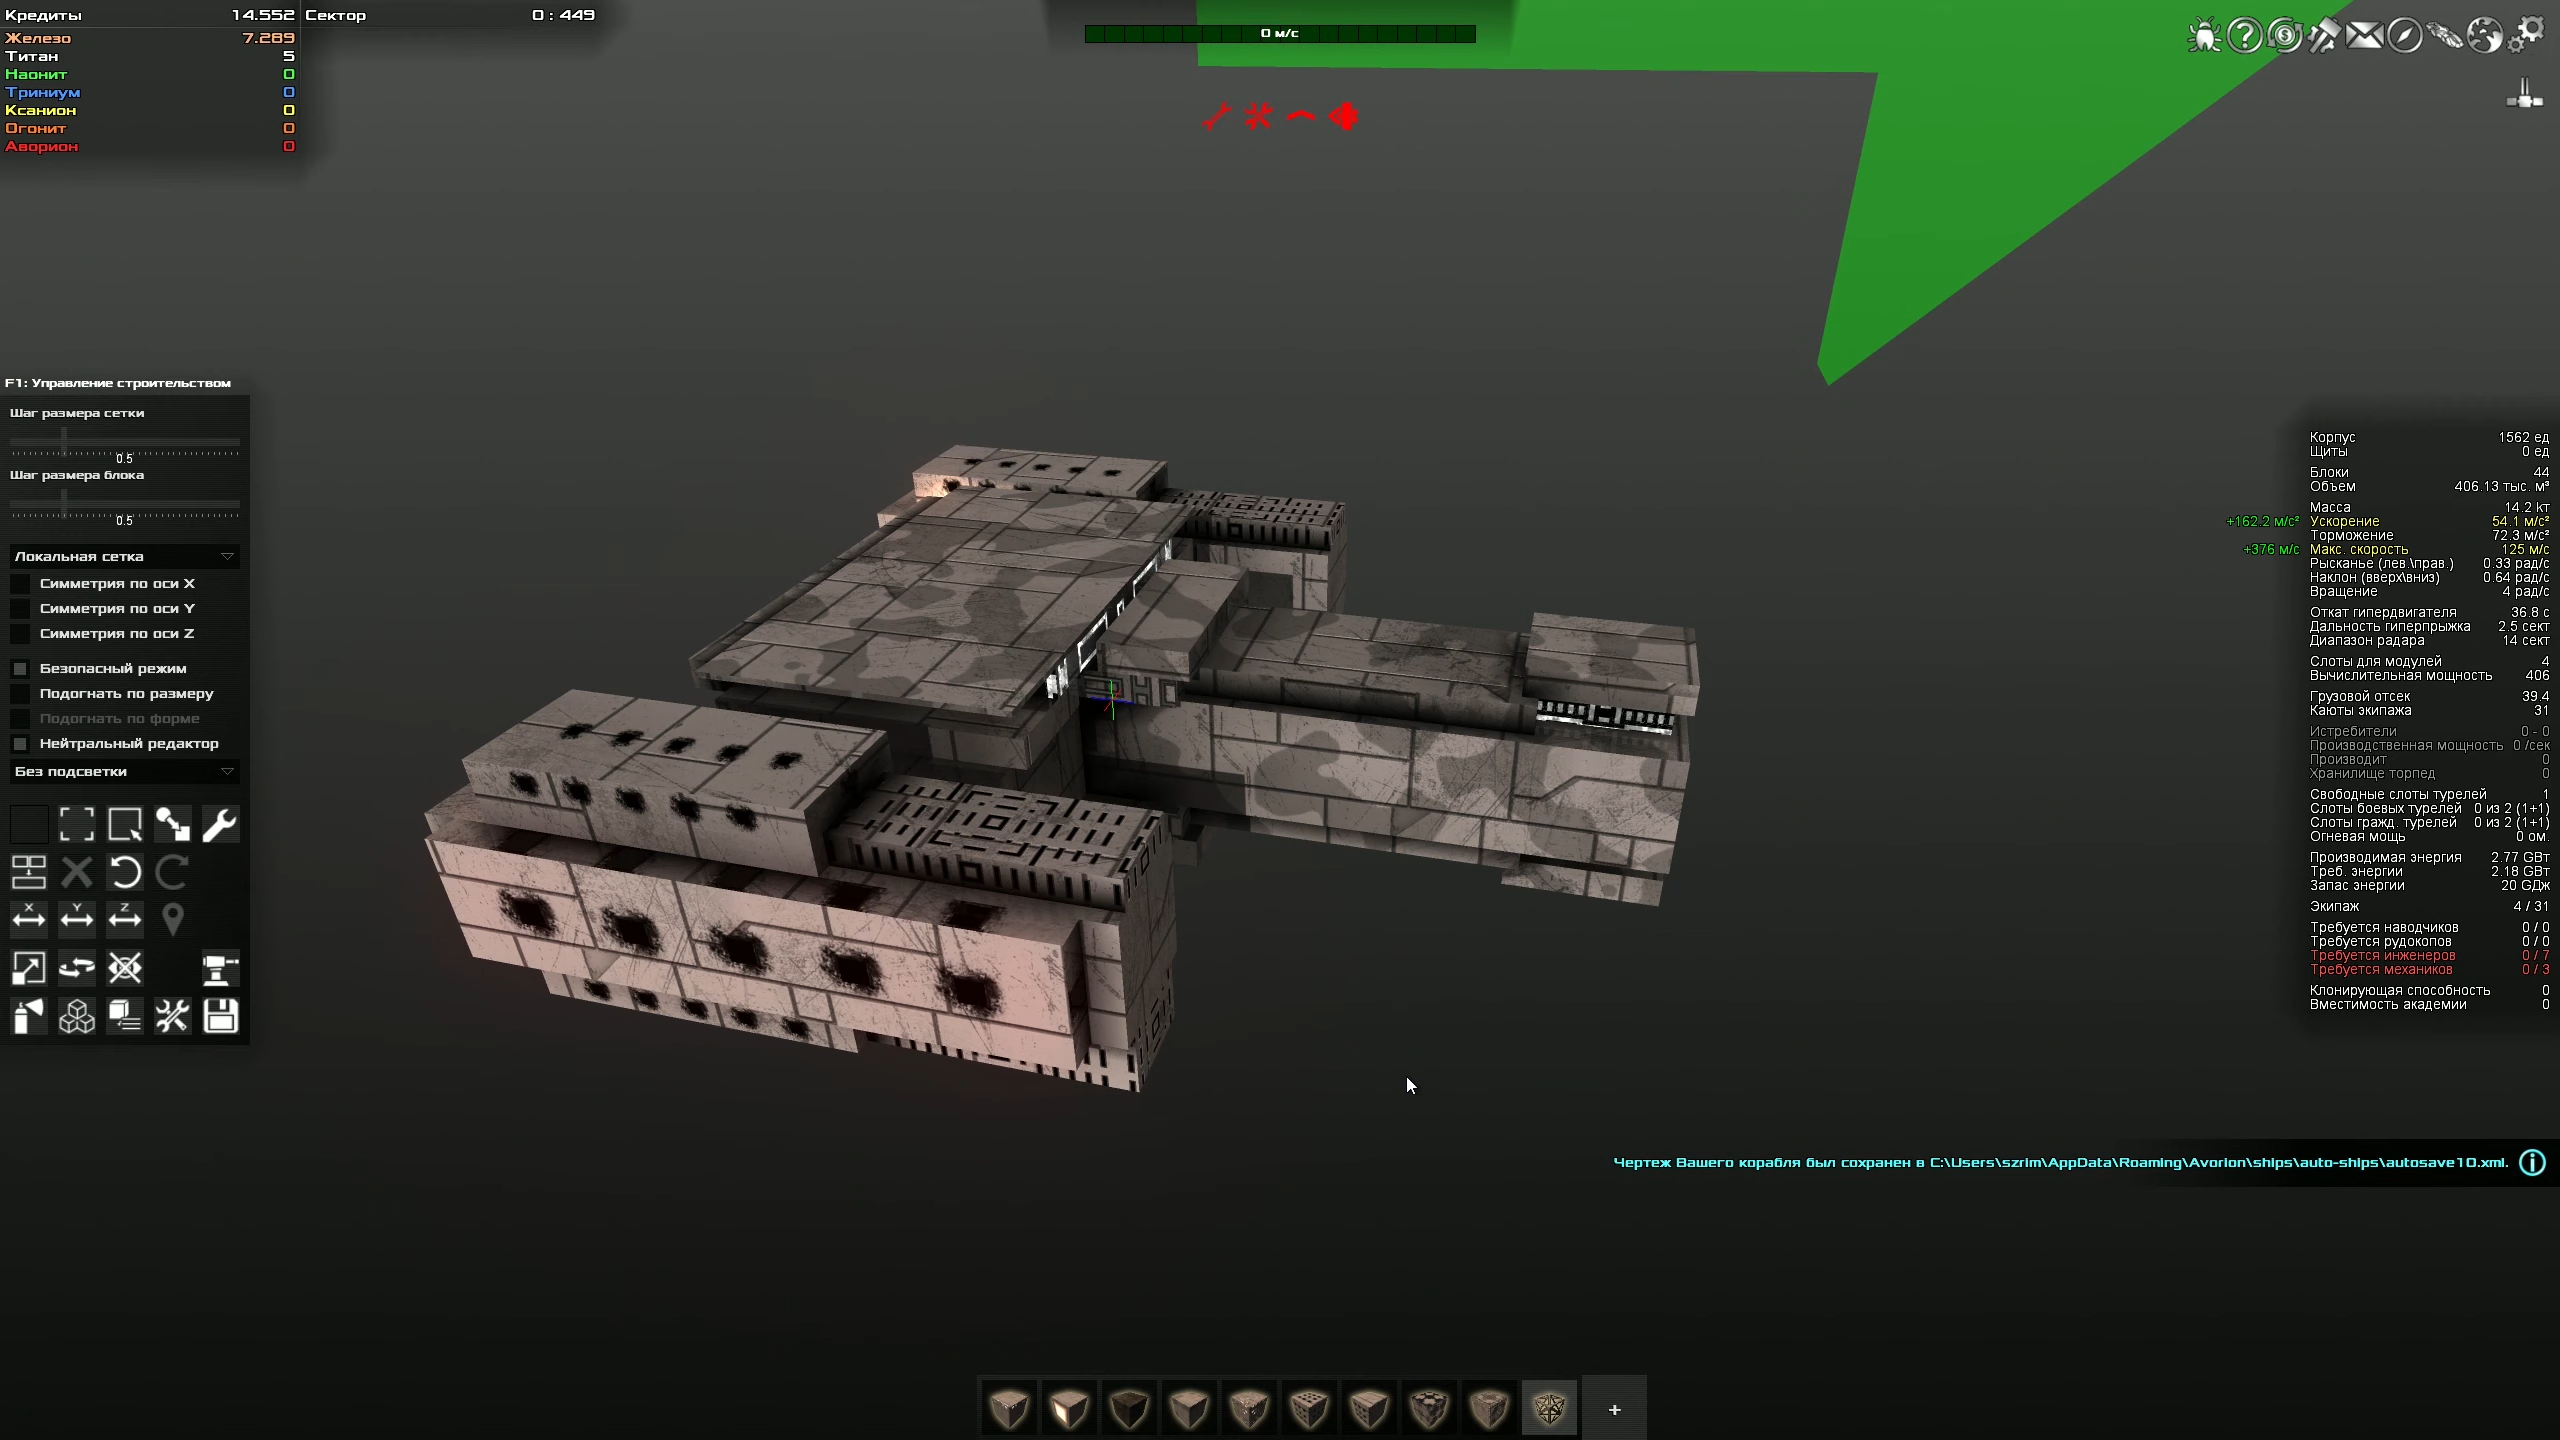 Кредиты 14.552 Сектор 0 : 449
Железо 7.289
Титан 5
Наонит 0
Триниум 0
Ксанион 0
Огонит 0
Аворион 0
0 м/с
F1: Управление строительством
Шаг размера сетки
0.5
Шаг размера блока
0.5
Локальная сетка
Симметрия по оси X
Симметрия по оси Y
Симметрия по оси Z
Безопасный режим
Подогнать по размеру
Подогнать по форме
Нейтральный редактор
Без подсветки
X Y Z
Корпус 1562 ед
Щиты 0 ед
Блоки 44
Объем 406.13 тыс. м³
Масса 14.2 kт
+162.2 м/с² Ускорение 54.1 м/с²
Торможение 72.3 м/с²
+376 м/с Макс. скорость 125 м/с
Рысканье (лев.\прав.) 0.33 рад/с
Наклон (вверх\вниз) 0.64 рад/с
Вращение 4 рад/с
Откат гипердвигателя 36.8 с
Дальность гиперпрыжка 2.5 сект
Диапазон радара 14 сект
Слоты для модулей 4
Вычислительная мощность 406
Грузовой отсек 39.4
Каюты экипажа 31
Истребители 0 - 0
Производственная мощность 0 /сек
Производит 0
Хранилище торпед 0
Свободные слоты турелей 1
Слоты боевых турелей 0 из 2 (1+1)
Слоты гражд. турелей 0 из 2 (1+1)
Огневая мощь 0 ом.
Производимая энергия 2.77 GВт
Треб. энергии 2.18 GВт
Запас энергии 20 GДж
Экипаж 4 / 31
Требуется наводчиков 0 / 0
Требуется рудокопов 0 / 0
Требуется инженеров 0 / 7
Требуется механиков 0 / 3
Клонирующая способность 0
Вместимость академии 0
Чертеж Вашего корабля был сохранен в C:\Users\szrim\AppData\Roaming\Avorion\ships\auto-ships\autosave10.xml.
+